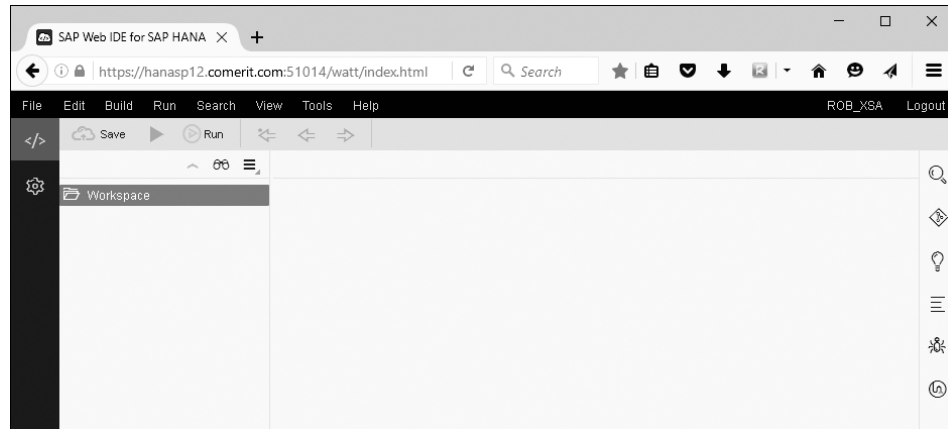 SAP Web IDE for SAP HANA
https://hanasp12.comerit.com:51014/watt/index.html Search
File Edit Build Run Search View Tools Help ROB_XSA Logout
Save Run
Workspace